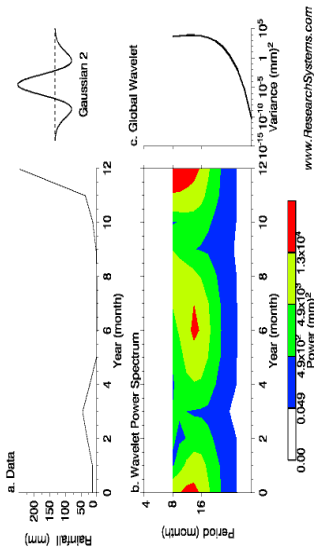 a. Data
Rainfall (mm)
200
150
100
50
0
0 2 4 6 8 10 12
Year (month)
Gaussian 2
b. Wavelet Power Spectrum
Period (month)
4
16
0 2 4 6 8 10 12
Year (month)
c. Global Wavelet
10-15 10-10 10-5 1 105
Variance (mm)2
0.00 0.049 4.9x102 4.9x103 1.3x104
Power (mm)2
www.ResearchSystems.com